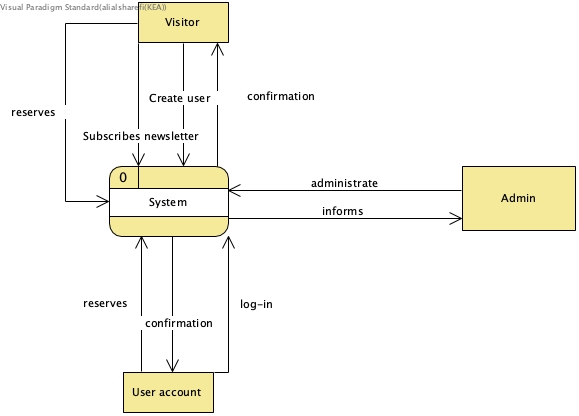 Visual Paradigm Standard(alialsharefi(KEA))
Visitor
Create user
confirmation
reserves
Subscribes newsletter
0
System
administrate
Admin
informs
reserves
log-in
confirmation
User account